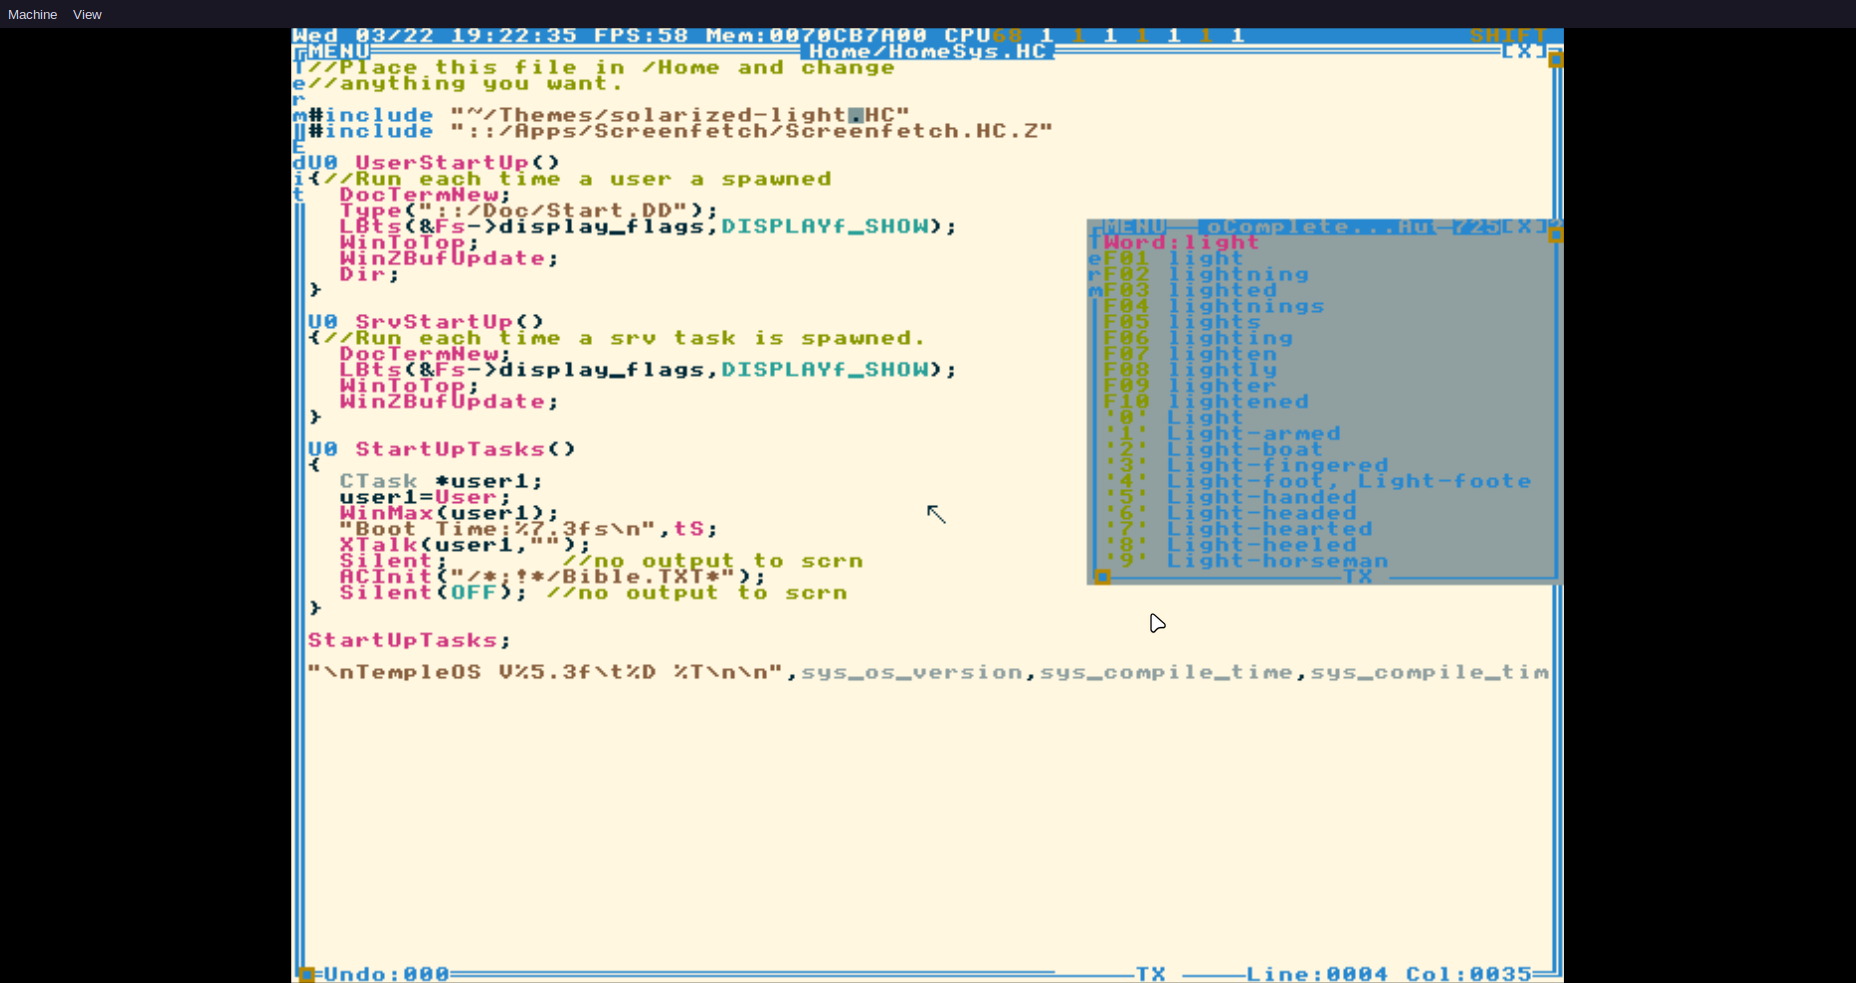 Machine View
Wed 03/22 19:22:35 FPS:58 Mem:0070CB7A00 CPU68 1 1 1 1 1 1 1 SHIFT
MENU Home/HomeSys.HC [X]
Term
Edit
//Place this file in /Home and change
//anything you want.
#include "~/Themes/solarized-light.HC"
#include "::/Apps/Screenfetch/Screenfetch.HC.Z"
U0 UserStartUp()
{//Run each time a user a spawned
DocTermNew;
Type("::/Doc/Start.DD");
LBts(&Fs->display_flags,DISPLAYf_SHOW);
WinToTop;
WinZBufUpdate;
Dir;
}
U0 SrvStartUp()
{//Run each time a srv task is spawned.
DocTermNew;
LBts(&Fs->display_flags,DISPLAYf_SHOW);
WinToTop;
WinZBufUpdate;
}
U0 StartUpTasks()
{
CTask *user1;
user1=User;
WinMax(user1);
"Boot Time:%7.3fs\n",tS;
XTalk(user1,"");
Silent; //no output to scrn
ACInit("/*;!*/Bible.TXT*");
Silent(OFF); //no output to scrn
}
StartUpTasks;
"\nTempleOS V%5.3f\t%D %T\n\n",sys_os_version,sys_compile_time,sys_compile_tim
MENU oComplete...Au 725[X]
Term
Word:light
F01 light
F02 lightning
F03 lighted
F04 lightnings
F05 lights
F06 lighting
F07 lighten
F08 lightly
F09 lighter
F10 lightened
'0' Light
'1' Light-armed
'2' Light-boat
'3' Light-fingered
'4' Light-foot, Light-foote
'5' Light-handed
'6' Light-headed
'7' Light-hearted
'8' Light-heeled
'9' Light-horseman
TX
Undo:000 TX Line:0004 Col:0035